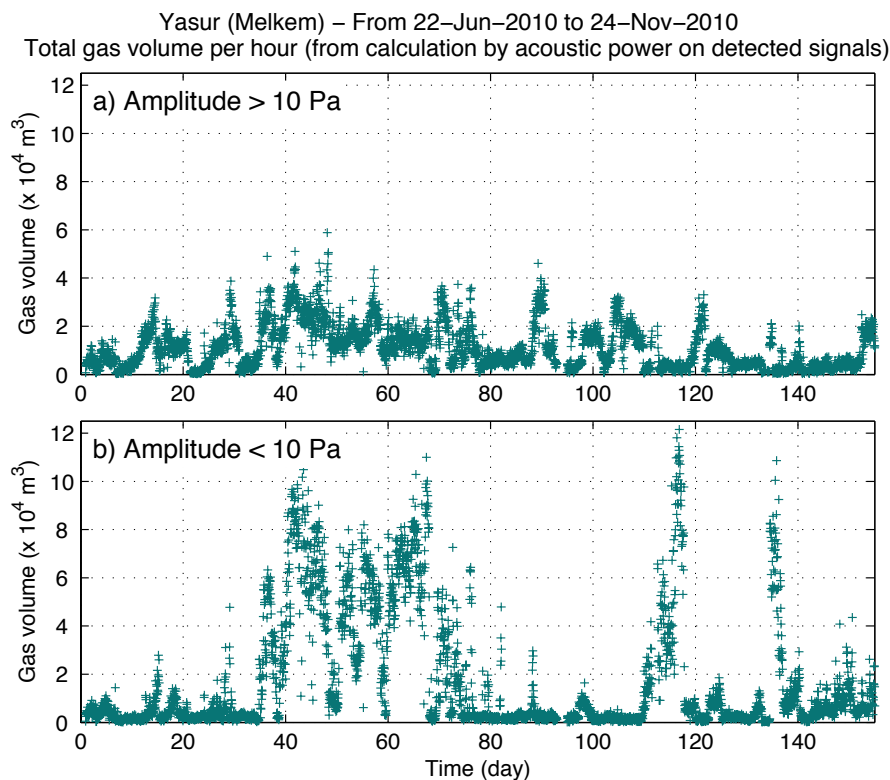 Yasur (Melkem) − From 22−Jun−2010 to 24−Nov−2010
Total gas volume per hour (from calculation by acoustic power on detected signals)
12
10
8
6
4
2
0
Gas volume (x 10⁴ m³)
a) Amplitude > 10 Pa
0 20 40 60 80 100 120 140
12
10
8
6
4
2
0
Gas volume (x 10⁴ m³)
b) Amplitude < 10 Pa
0 20 40 60 80 100 120 140
Time (day)